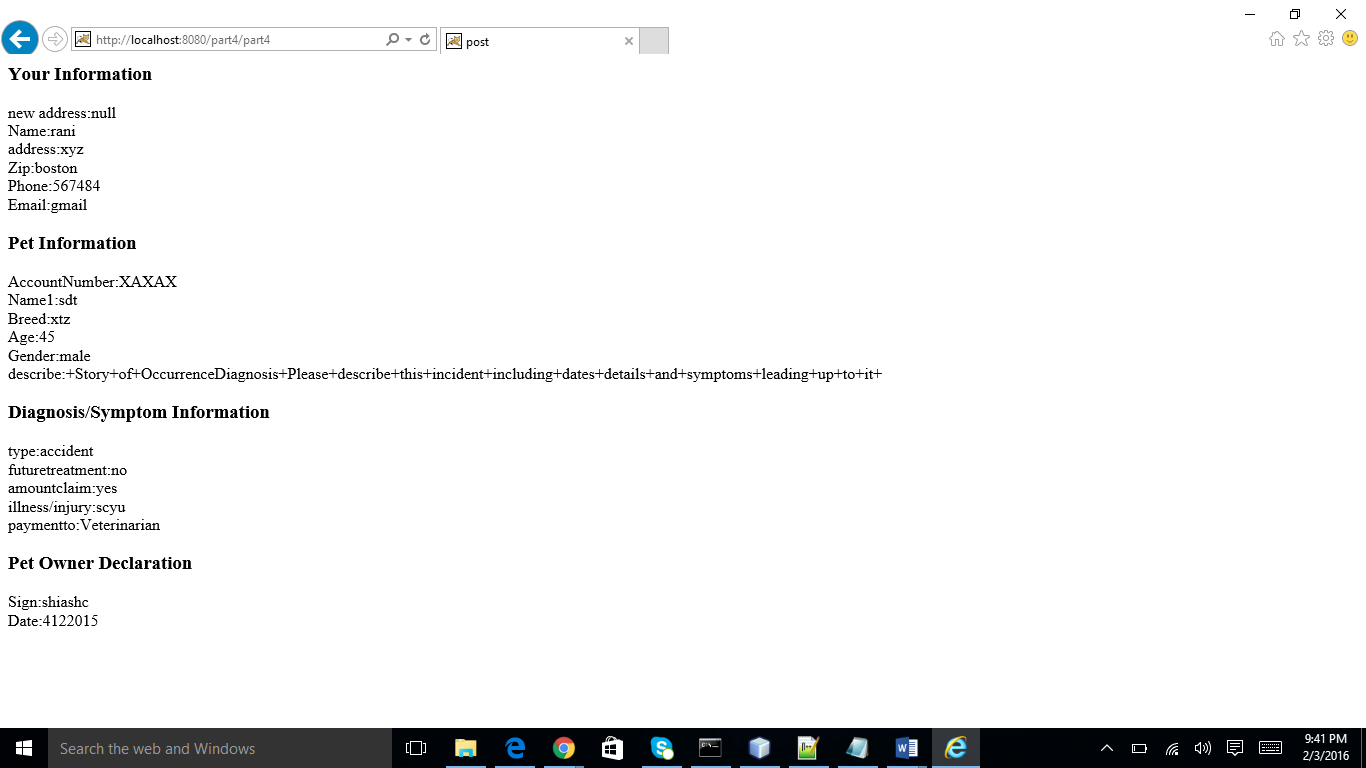 http://localhost:8080/part4/part4
post
Your Information
new address:null
Name:rani
address:xyz
Zip:boston
Phone:567484
Email:gmail
Pet Information
AccountNumber:XAXAX
Name1:sdt
Breed:xtz
Age:45
Gender:male
describe:+Story+of+OccurrenceDiagnosis+Please+describe+this+incident+including+dates+details+and+symptoms+leading+up+to+it+
Diagnosis/Symptom Information
type:accident
futuretreatment:no
amountclaim:yes
illness/injury:scyu
paymentto:Veterinarian
Pet Owner Declaration
Sign:shiashc
Date:4122015
Search the web and Windows
9:41 PM
2/3/2016